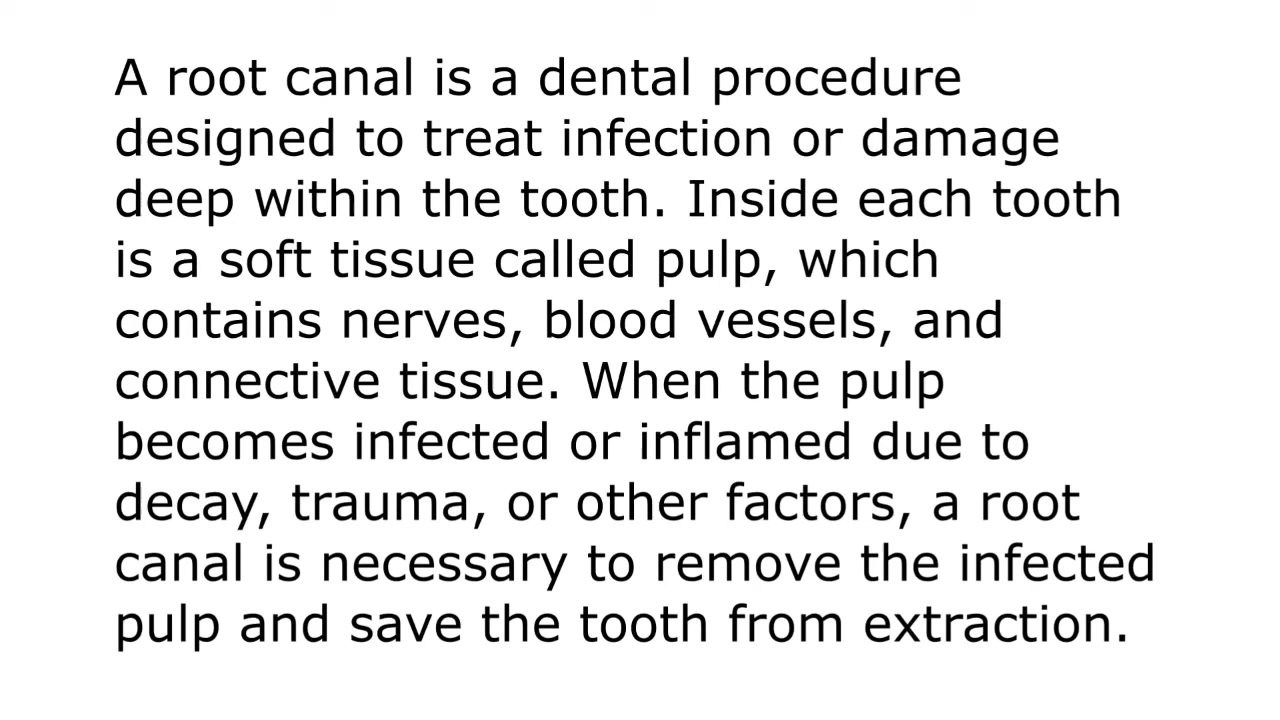 A root canal is a dental procedure
designed to treat infection or damage
deep within the tooth. Inside each tooth
is a soft tissue called pulp, which
contains nerves, blood vessels, and
connective tissue. When the pulp
becomes infected or inflamed due to
decay, trauma, or other factors, a root
canal is necessary to remove the infected
pulp and save the tooth from extraction.